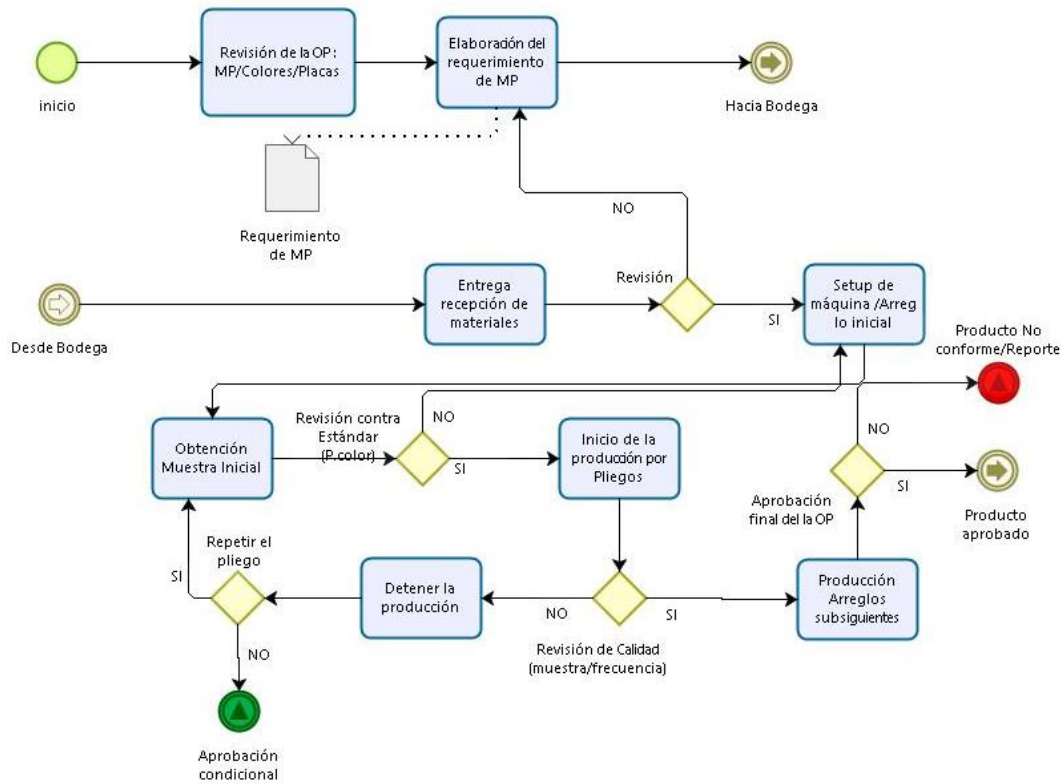 inicio
Revisión de la OP:
MP/Colores/Placas
Elaboración del
requerimiento
de MP
Hacia Bodega
Requerimiento
de MP
NO
Desde Bodega
Entrega
recepción de
materiales
Revisión
SI
Setup de
máquina /Arreg
lo inicial
Producto No
conforme/Reporte
Obtención
Muestra Inicial
Revisión contra
Estándar
(P.color)
NO
SI
Inicio de la
producción por
Pliegos
NO
SI
Aprobación
final del la OP
Producto
aprobado
Repetir el
pliego
SI
NO
Detener la
producción
NO
SI
Revisión de Calidad
(muestra/frecuencia)
Producción
Arreglos
subsiguientes
Aprobación
condicional